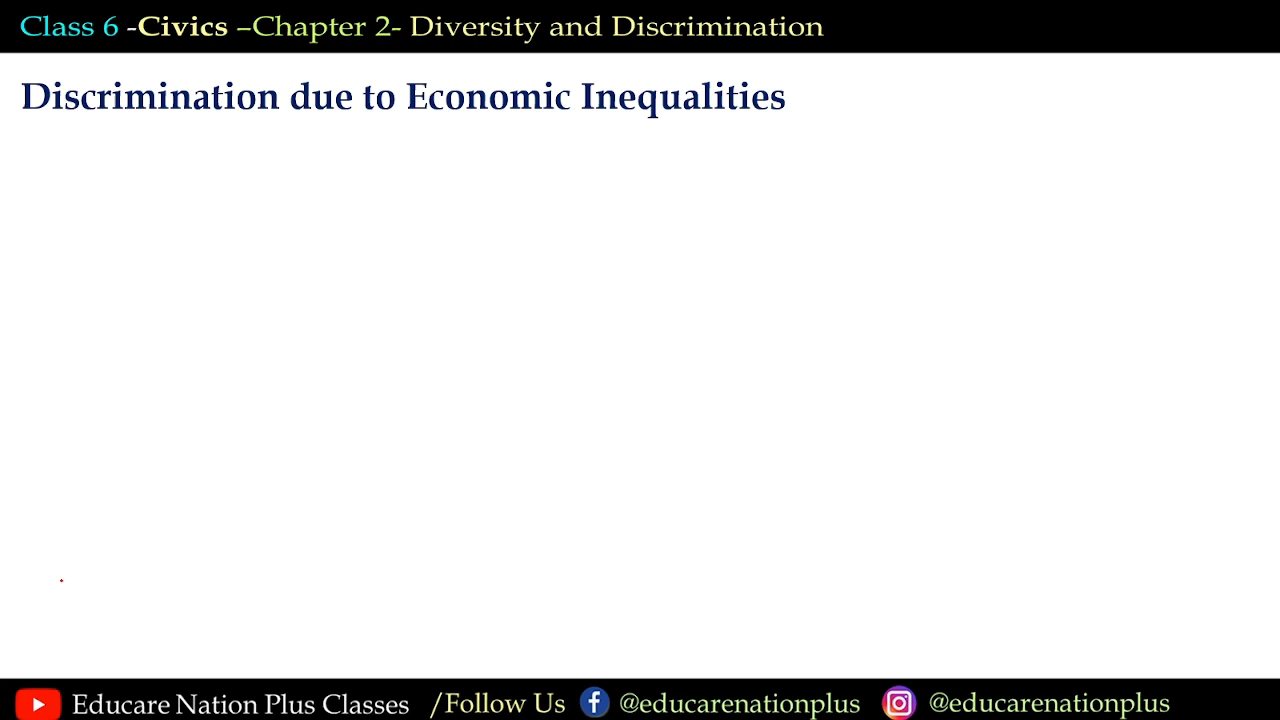 Class 6 -Civics –Chapter 2- Diversity and Discrimination
Discrimination due to Economic Inequalities
Educare Nation Plus Classes /Follow Us @educarenationplus @educarenationplus